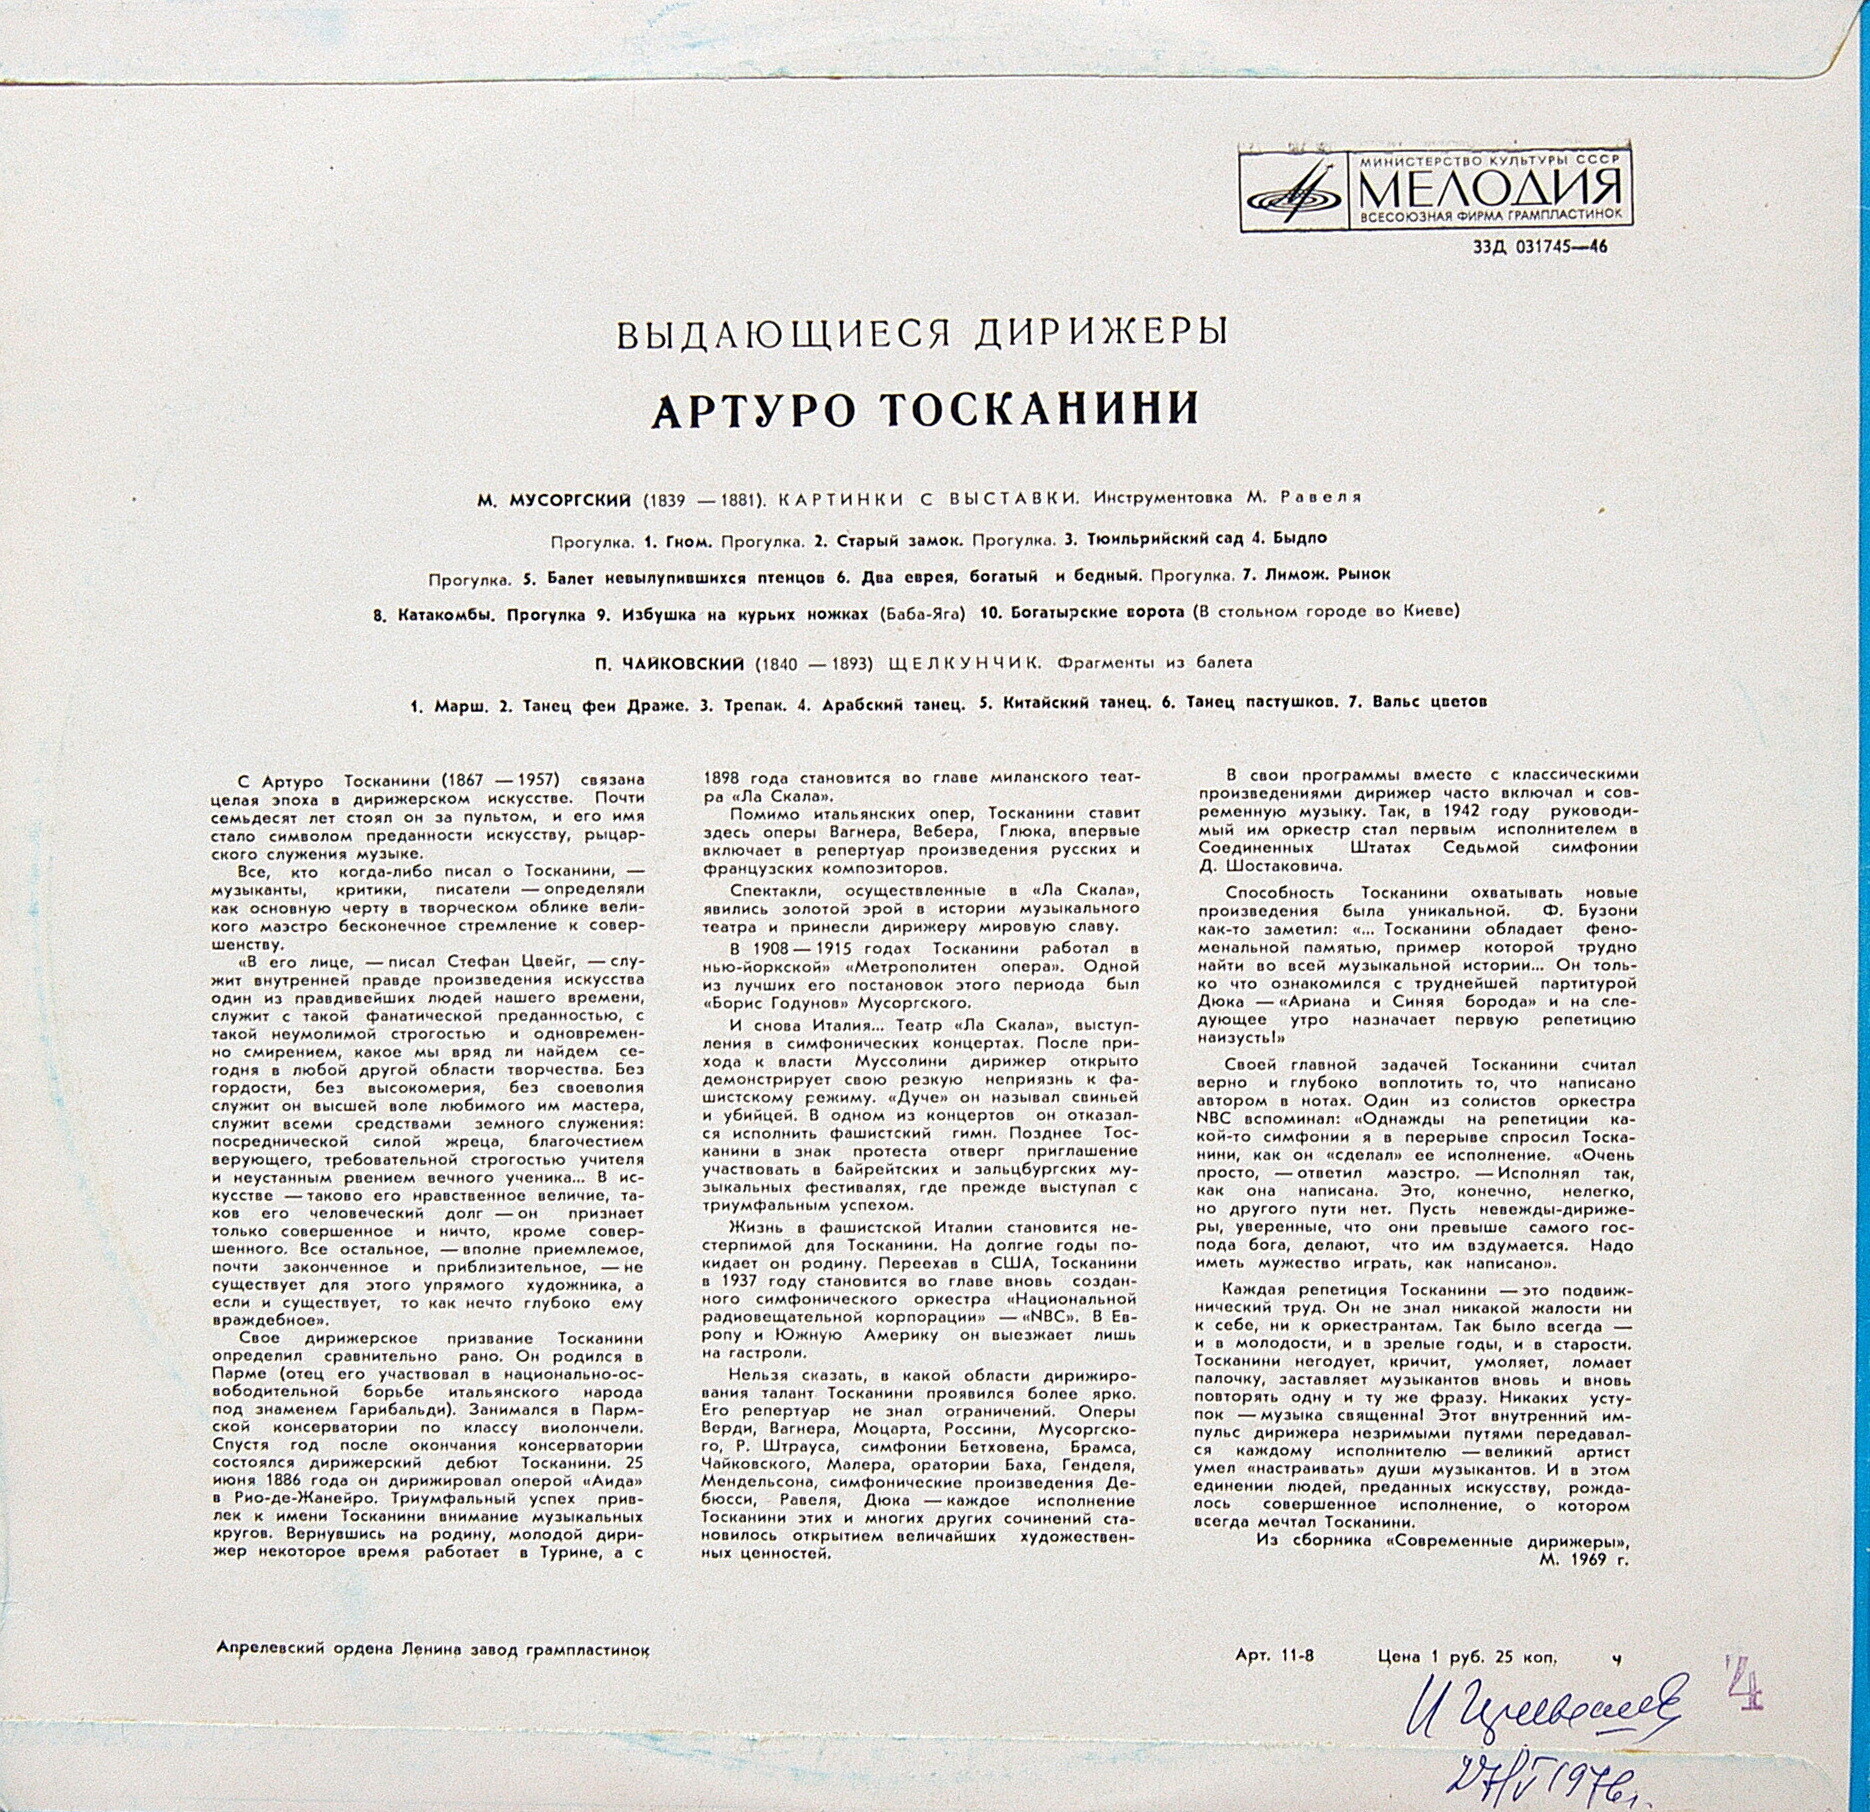 МИНИСТЕРСТВО КУЛЬТУРЫ СССР
МЕЛОДИЯ
ВСЕСОЮЗНАЯ ФИРМА ГРАМПЛАСТИНОК
33Д 031745—46
ВЫДАЮЩИЕСЯ ДИРИЖЕРЫ
АРТУРО ТОСКАНИНИ
М. МУСОРГСКИЙ (1839 — 1881). КАРТИНКИ С ВЫСТАВКИ. Инструментовка М. Равеля
Прогулка. 1. Гном. Прогулка. 2. Старый замок. Прогулка. 3. Тюильрийский сад 4. Быдло
Прогулка. 5. Балет невылупившихся птенцов 6. Два еврея, богатый и бедный. Прогулка. 7. Лимож. Рынок
8. Катакомбы. Прогулка 9. Избушка на курьих ножках (Баба-Яга) 10. Богатырские ворота (В стольном городе во Киеве)
П. ЧАЙКОВСКИЙ (1840 — 1893) ЩЕЛКУНЧИК. Фрагменты из балета
1. Марш. 2. Танец феи Драже. 3. Трепак. 4. Арабский танец. 5. Китайский танец. 6. Танец пастушков. 7. Вальс цветов
С Артуро Тосканини (1867 — 1957) связана
целая эпоха в дирижерском искусстве. Почти
семьдесят лет стоял он за пультом, и его имя
стало символом преданности искусству, рыцар-
ского служения музыке.
Все, кто когда-либо писал о Тосканини, —
музыканты, критики, писатели — определяли
как основную черту в творческом облике вели-
кого маэстро бесконечное стремление к совер-
шенству.
«В его лице, — писал Стефан Цвейг, — слу-
жит внутренней правде произведения искусства
один из правдивейших людей нашего времени,
служит с такой фанатической преданностью, с
такой неумолимой строгостью и одновремен-
но смирением, какое мы вряд ли найдем се-
годня в любой другой области творчества. Без
гордости, без высокомерия, без своеволия
служит он высшей воле любимого им мастера,
служит всеми средствами земного служения:
посреднической силой жреца, благочестием
верующего, требовательной строгостью учителя
и неустанным рвением вечного ученика... В ис-
кусстве — таково его нравственное величие, та-
ков его человеческий долг — он признает
только совершенное и ничто, кроме совер-
шенного. Все остальное, — вполне приемлемое,
почти законченное и приблизительное, — не
существует для этого упрямого художника, а
если и существует, то как нечто глубоко ему
враждебное».
Свое дирижерское призвание Тосканини
определил сравнительно рано. Он родился в
Парме (отец его участвовал в национально-ос-
вободительной борьбе итальянского народа
под знаменем Гарибальди). Занимался в Парм-
ской консерватории по классу виолончели.
Спустя год после окончания консерватории
состоялся дирижерский дебют Тосканини. 25
июня 1886 года он дирижировал оперой «Аида»
в Рио-де-Жанейро. Триумфальный успех прив-
лек к имени Тосканини внимание музыкальных
кругов. Вернувшись на родину, молодой дири-
жер некоторое время работает в Турине, а с
1898 года становится во главе миланского теат-
ра «Ла Скала».
Помимо итальянских опер, Тосканини ставит
здесь оперы Вагнера, Вебера, Глюка, впервые
включает в репертуар произведения русских и
французских композиторов.
Спектакли, осуществленные в «Ла Скала»,
явились золотой эрой в истории музыкального
театра и принесли дирижеру мировую славу.
В 1908 — 1915 годах Тосканини работал в
нью-йоркской» «Метрополитен опера». Одной
из лучших его постановок этого периода был
«Борис Годунов» Мусоргского.
И снова Италия... Театр «Ла Скала», выступ-
ления в симфонических концертах. После при-
хода к власти Муссолини дирижер открыто
демонстрирует свою резкую неприязнь к фа-
шистскому режиму. «Дуче» он называл свиньей
и убийцей. В одном из концертов он отказал-
ся исполнить фашистский гимн. Позднее Тос-
канини в знак протеста отверг приглашение
участвовать в байрейтских и зальцбургских му-
зыкальных фестивалях, где прежде выступал с
триумфальным успехом.
Жизнь в фашистской Италии становится не-
стерпимой для Тосканини. На долгие годы по-
кидает он родину. Переехав в США, Тосканини
в 1937 году становится во главе вновь создан-
ного симфонического оркестра «Национальной
радиовещательной корпорации» — «NBC». В Ев-
ропу и Южную Америку он выезжает лишь
на гастроли.
Нельзя сказать, в какой области дирижиро-
вания талант Тосканини проявился более ярко.
Его репертуар не знал ограничений. Оперы
Верди, Вагнера, Моцарта, Россини, Мусоргско-
го, Р. Штрауса, симфонии Бетховена, Брамса,
Чайковского, Малера, оратории Баха, Генделя,
Мендельсона, симфонические произведения Де-
бюсси, Равеля, Дюка — каждое исполнение
Тосканини этих и многих других сочинений ста-
новилось открытием величайших художествен-
ных ценностей.
В свои программы вместе с классическими
произведениями дирижер часто включал и сов-
ременную музыку. Так, в 1942 году руководи-
мый им оркестр стал первым исполнителем в
Соединенных Штатах Седьмой симфонии
Д. Шостаковича.
Способность Тосканини охватывать новые
произведения была уникальной. Ф. Бузони
как-то заметил: «... Тосканини обладает фено-
менальной памятью, пример которой трудно
найти во всей музыкальной истории... Он толь-
ко что ознакомился с труднейшей партитурой
Дюка — «Ариана и Синяя борода» и на сле-
дующее утро назначает первую репетицию
наизусть!»
Своей главной задачей Тосканини считал
верно и глубоко воплотить то, что написано
автором в нотах. Один из солистов оркестра
NBC вспоминал: «Однажды на репетиции ка-
кой-то симфонии я в перерыве спросил Тоска-
нини, как он «сделал» ее исполнение. «Очень
просто, — ответил маэстро. — Исполнял так,
как она написана. Это, конечно, нелегко,
но другого пути нет. Пусть невежды-дириже-
ры, уверенные, что они превыше самого гос-
пода бога, делают, что им вздумается. Надо
иметь мужество играть, как написано».
Каждая репетиция Тосканини — это подвиж-
нический труд. Он не знал никакой жалости ни
к себе, ни к оркестрантам. Так было всегда —
и в молодости, и в зрелые годы, и в старости.
Тосканини негодует, кричит, умоляет, ломает
палочку, заставляет музыкантов вновь и вновь
повторять одну и ту же фразу. Никаких усту-
пок — музыка священна! Этот внутренний им-
пульс дирижера незримыми путями передавал-
ся каждому исполнителю — великий артист
умел «настраивать» души музыкантов. И в этом
единении людей, преданных искусству, рожда-
лось совершенное исполнение, о котором
всегда мечтал Тосканини.
Из сборника «Современные дирижеры»,
М. 1969 г.
Апрелевский ордена Ленина завод грампластинок
Арт. 11-8 Цена 1 руб. 25 коп. ч
4
27/V 1976г.